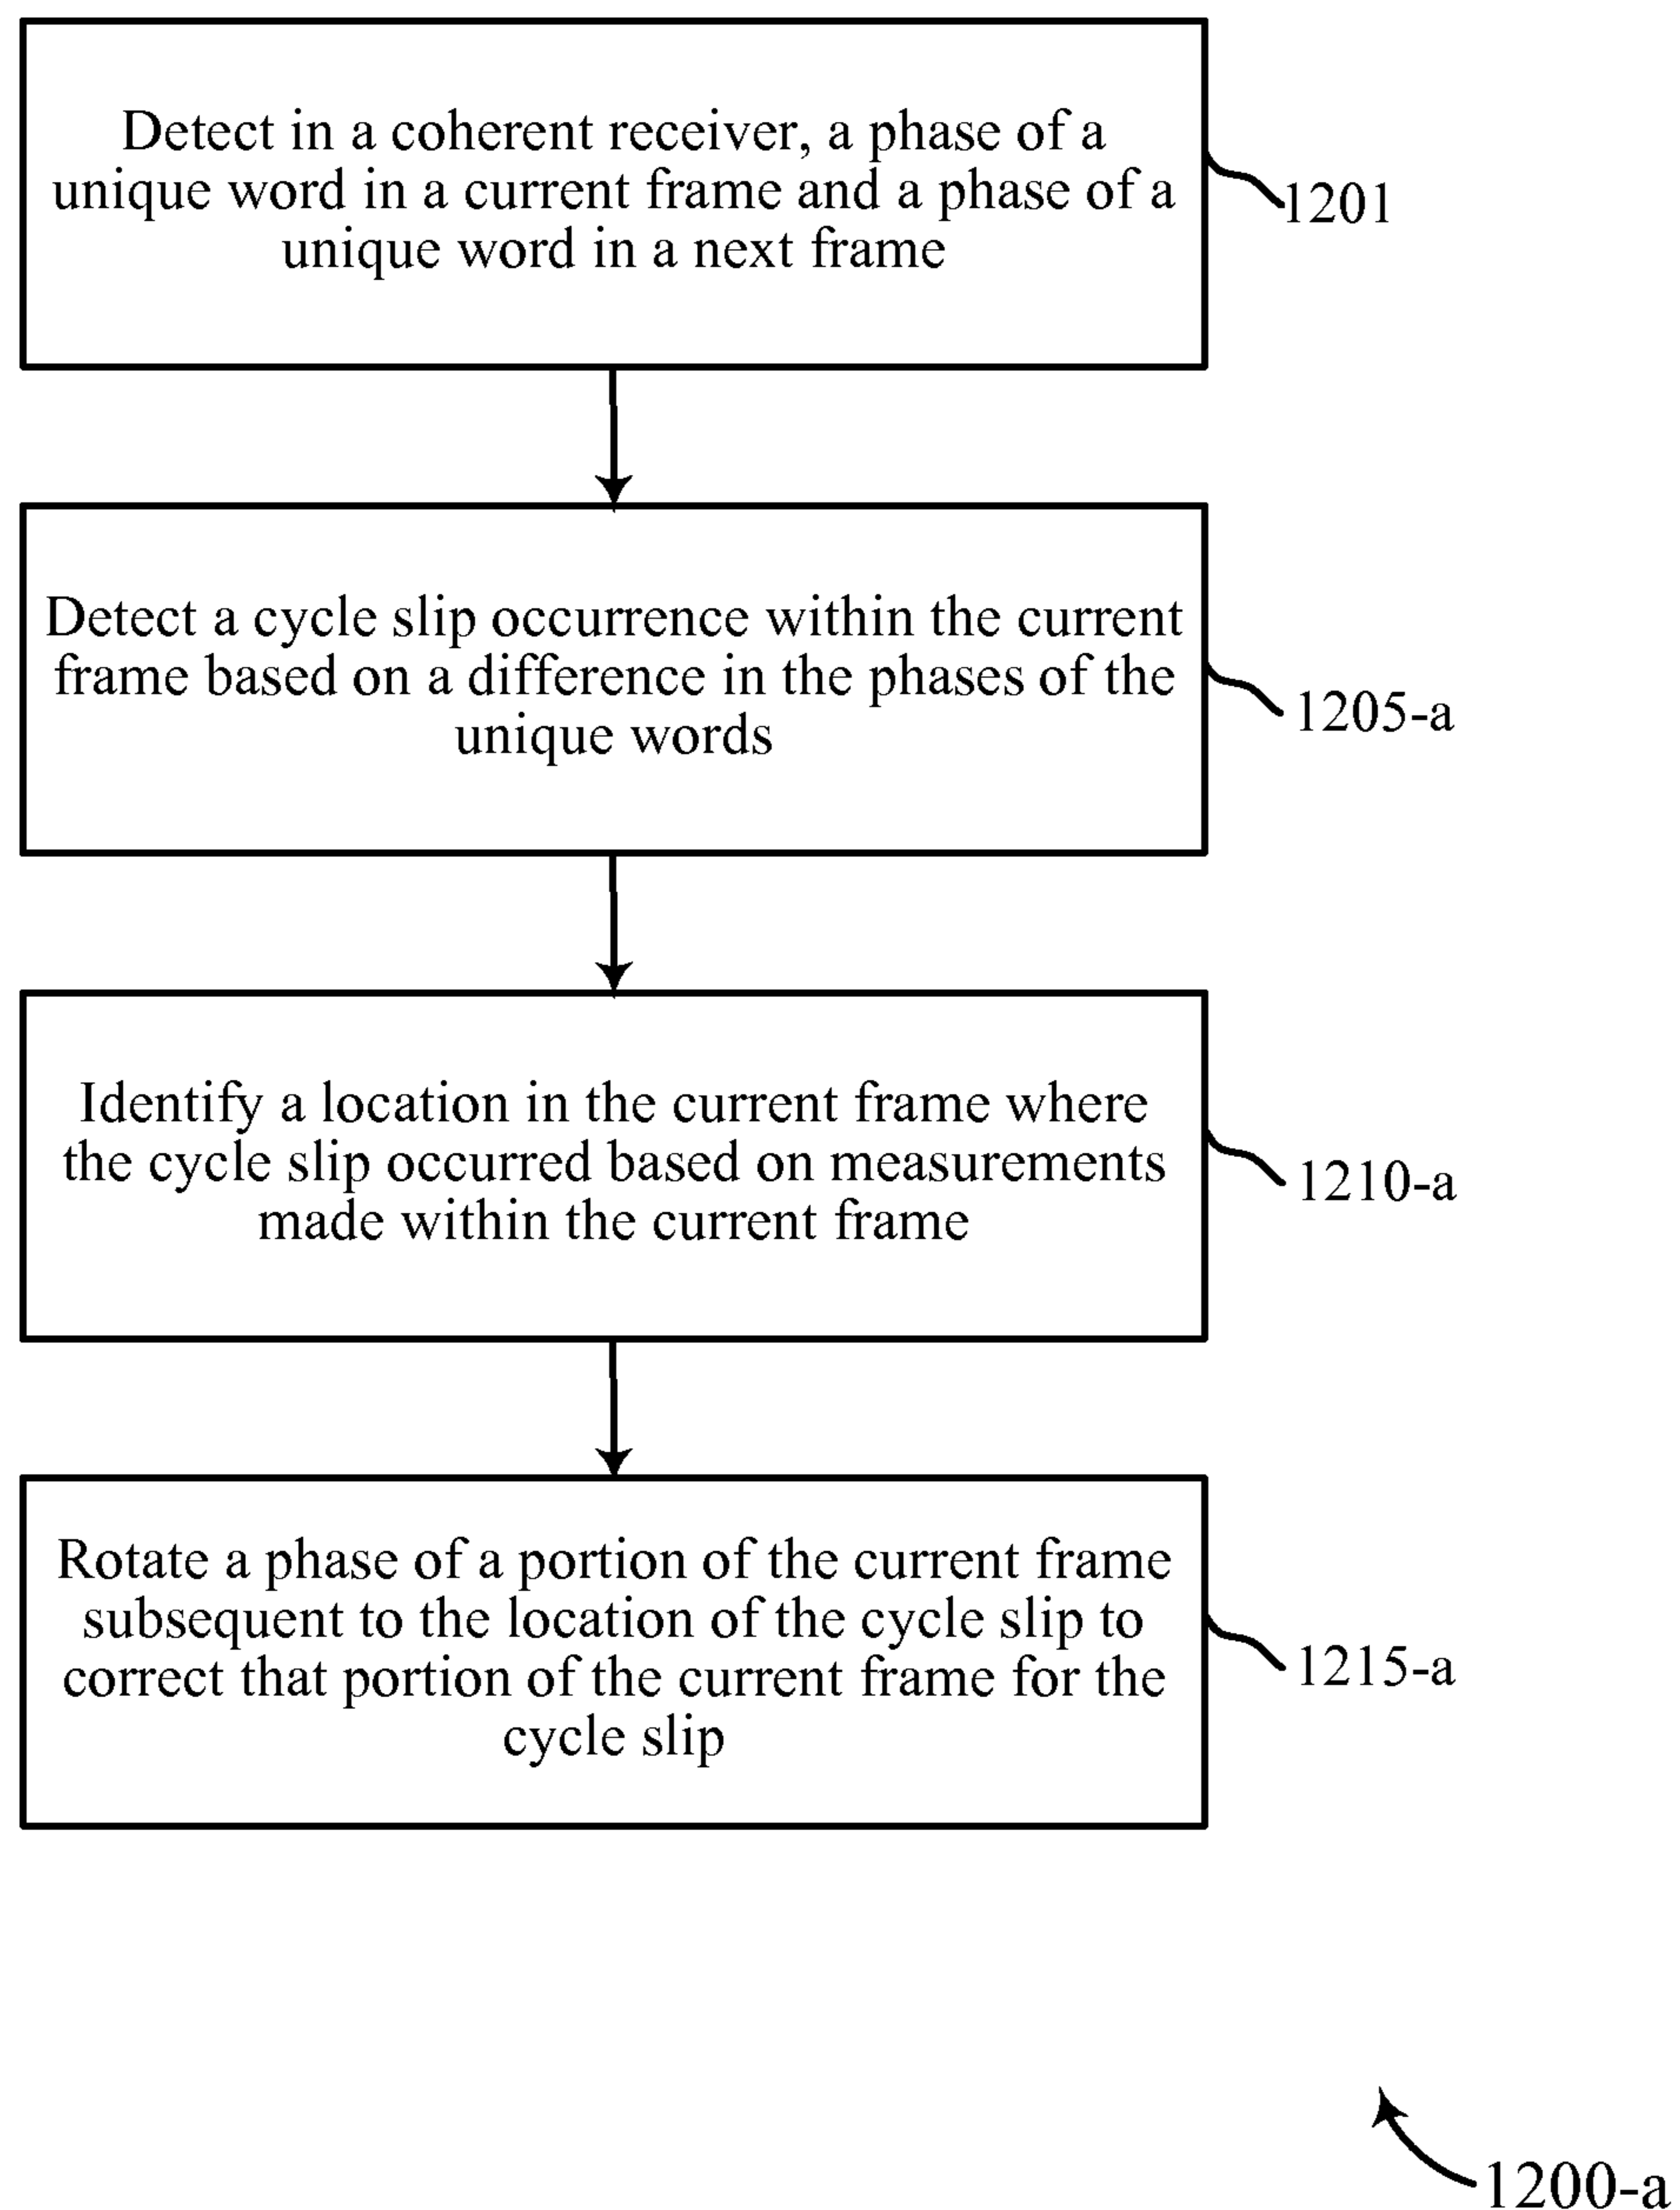 Detect in a coherent receiver, a phase of a
unique word in a current frame and a phase of a
unique word in a next frame
1201
Detect a cycle slip occurrence within the current
frame based on a difference in the phases of the
unique words
1205-a
Identify a location in the current frame where
the cycle slip occurred based on measurements
made within the current frame
1210-a
Rotate a phase of a portion of the current frame
subsequent to the location of the cycle slip to
correct that portion of the current frame for the
cycle slip
1215-a
1200-a